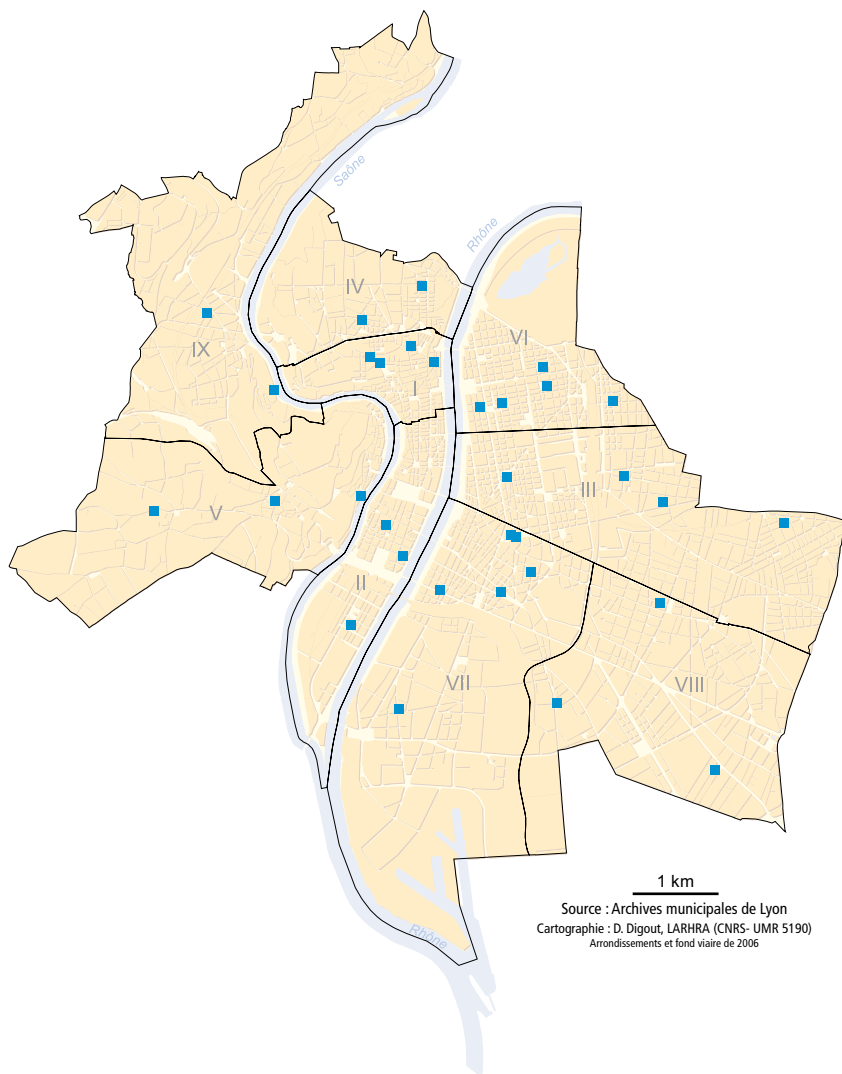 Saône
Rhône
IV
VI
IX
I
III
V
II
VII
VIII
1 km
Source : Archives municipales de Lyon
Cartographie : D. Digout, LARHRA (CNRS- UMR 5190)
Arrondissements et fond viaire de 2006
Rhône